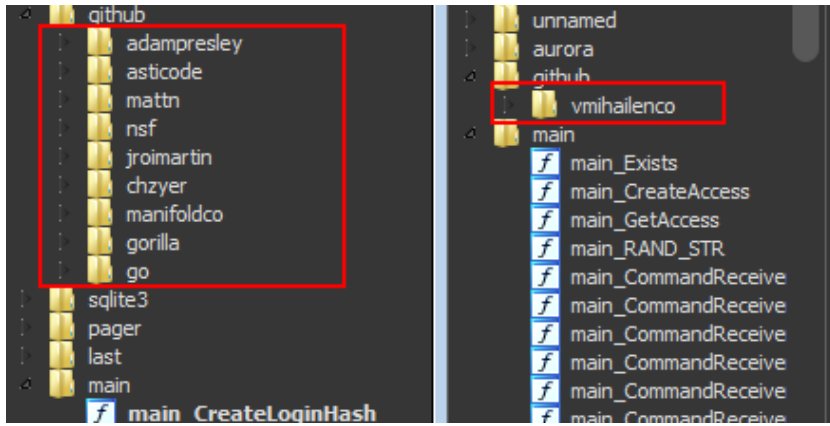 github
adampresley
asticode
mattn
nsf
jroimartin
chzyer
manifoldco
gorilla
go
sqlite3
pager
last
main
f main_CreateLoginHash
unnamed
aurora
github
vmihailenco
main
f main_Exists
f main_CreateAccess
f main_GetAccess
f main_RAND_STR
f main_CommandReceive
f main_CommandReceive
f main_CommandReceive
f main_CommandReceive
f main_CommandReceive
f main_CommandReceive